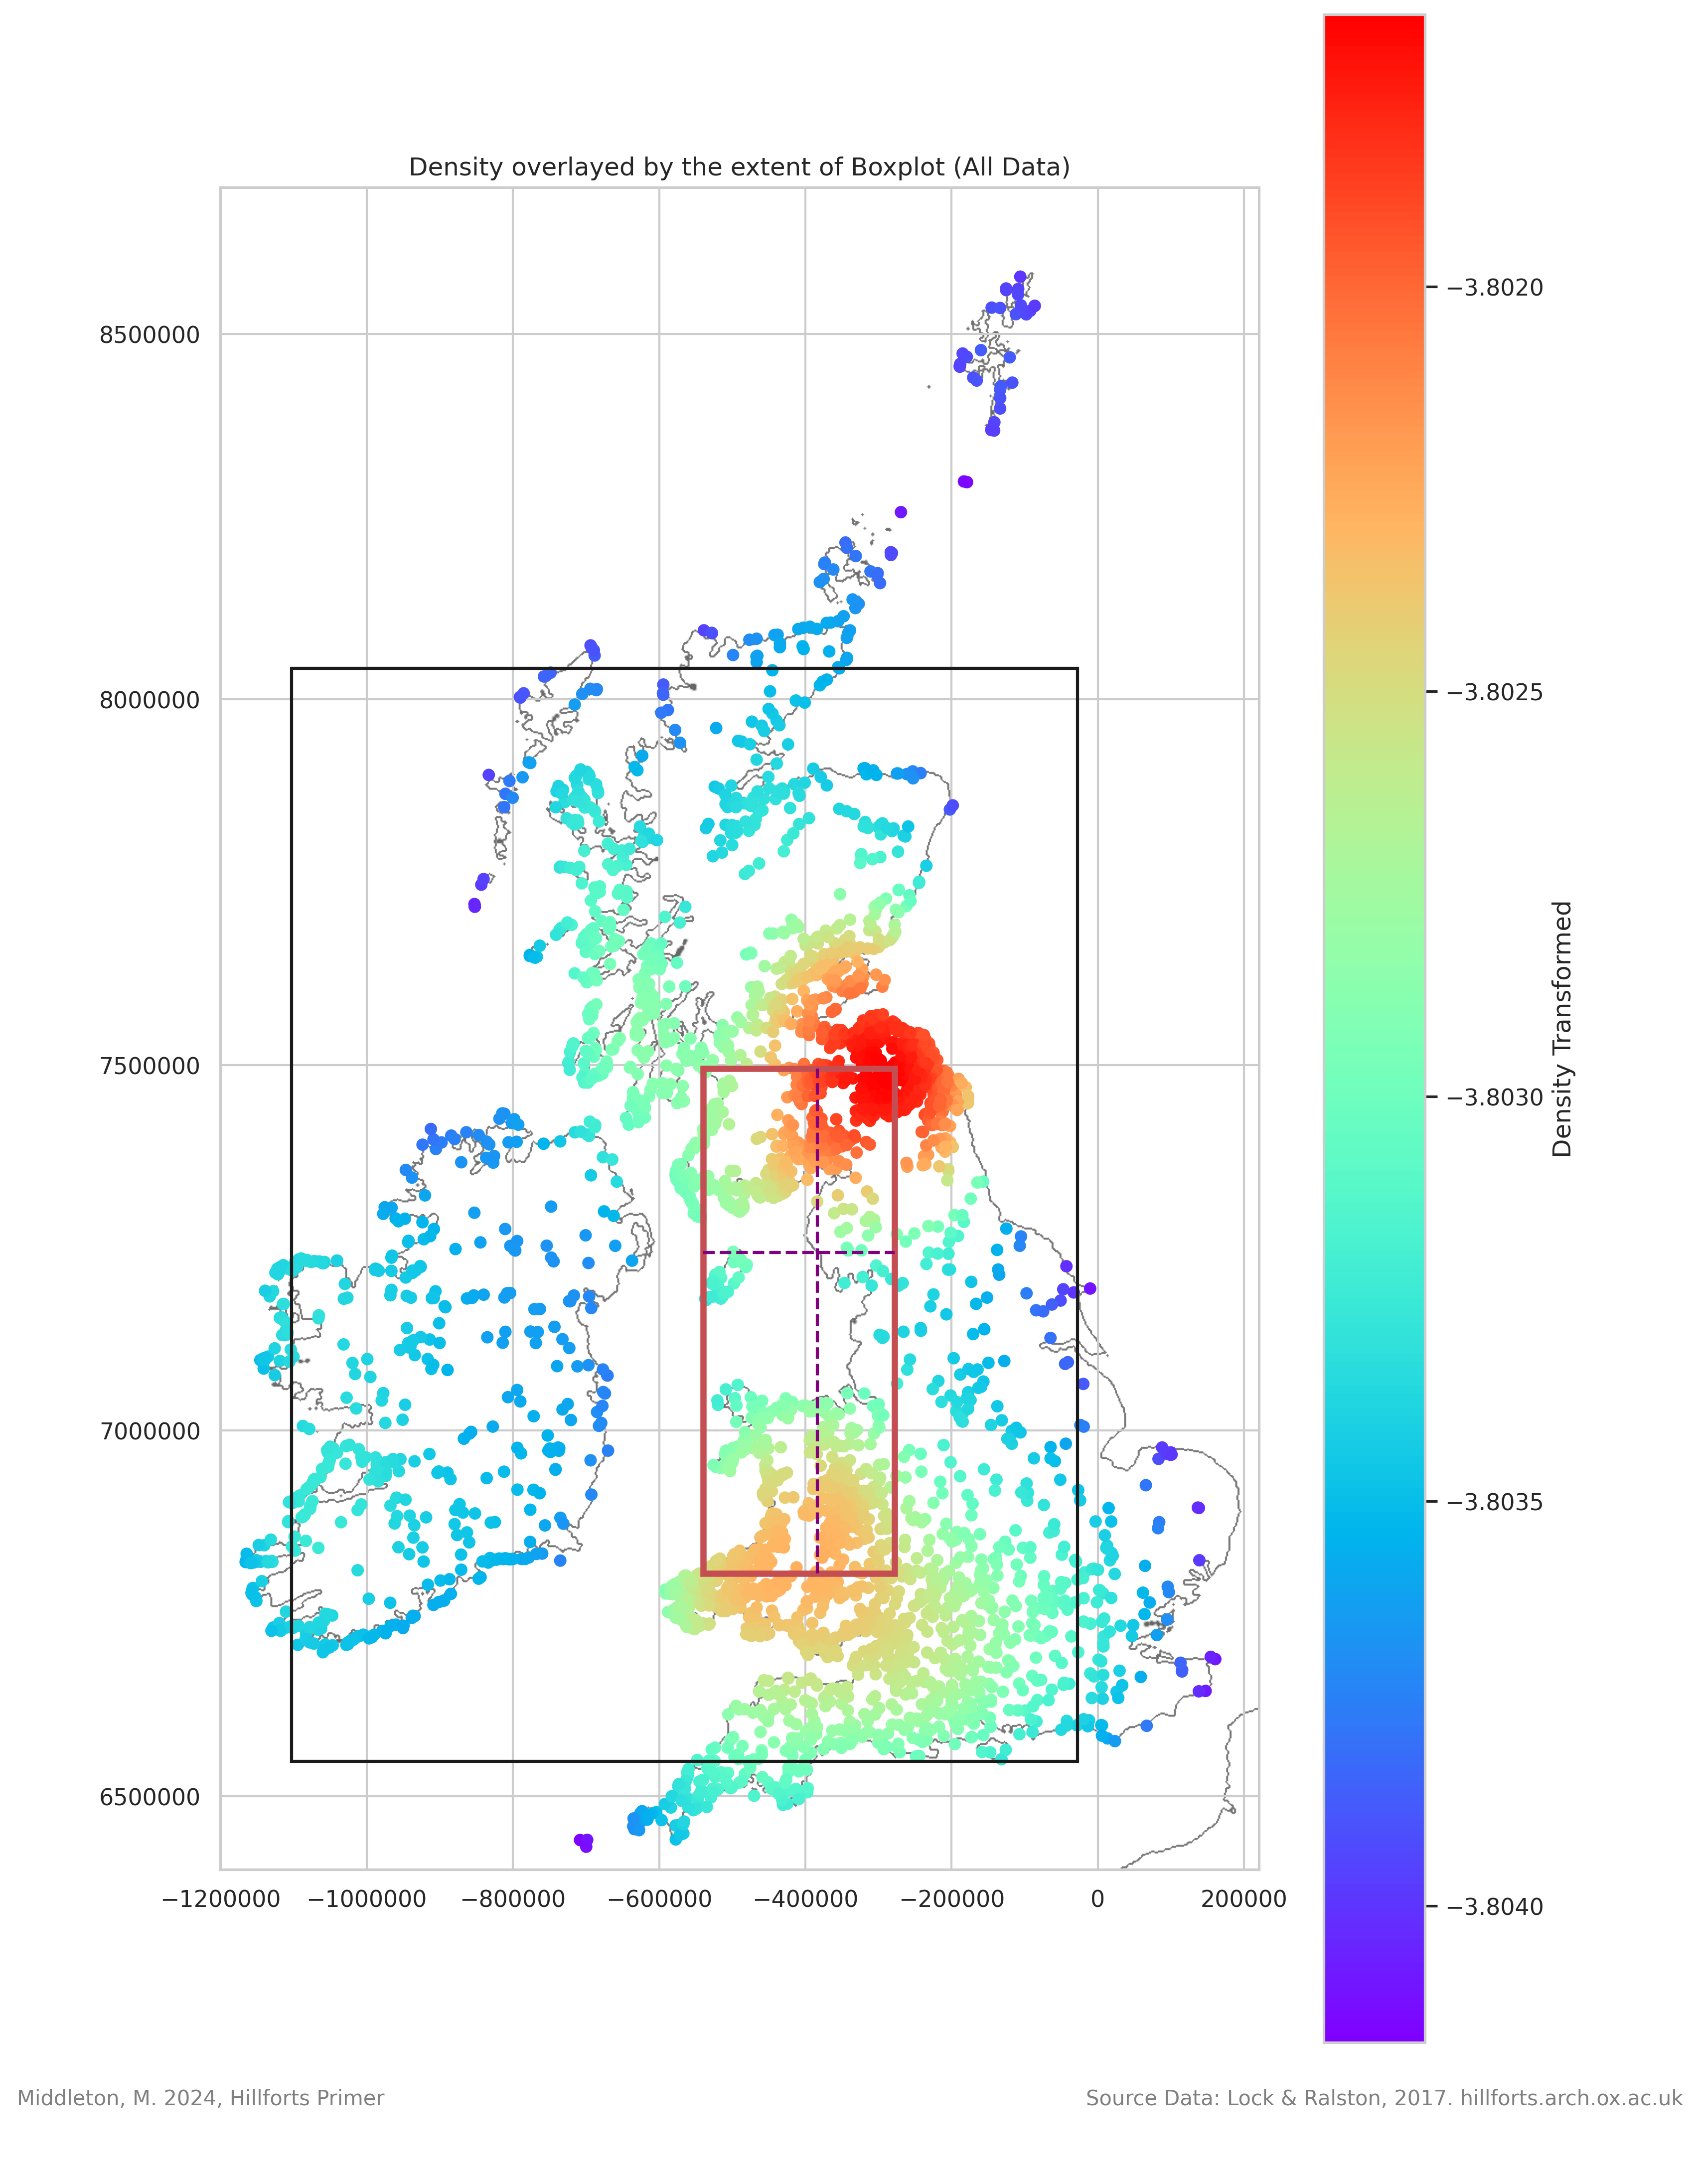 Density overlayed by the extent of Boxplot (All Data)
8500000
8000000
7500000
7000000
6500000
−1200000 −1000000 −800000 −600000 −400000 −200000 0 200000
−3.8020
−3.8025
−3.8030
−3.8035
−3.8040
Density Transformed
Middleton, M. 2024, Hillforts Primer
Source Data: Lock & Ralston, 2017. hillforts.arch.ox.ac.uk